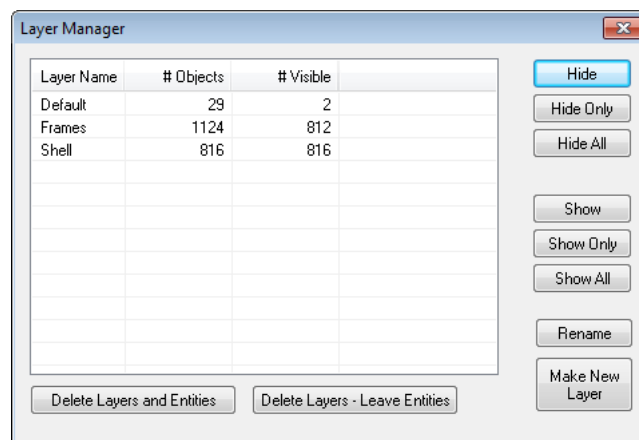 Layer Manager
Layer Name # Objects # Visible
Default 29 2
Frames 1124 812
Shell 816 816
Hide
Hide Only
Hide All
Show
Show Only
Show All
Rename
Make New
Layer
Delete Layers and Entities
Delete Layers - Leave Entities